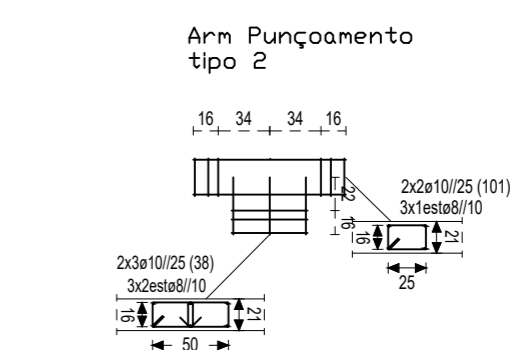 Arm Punçoamento
tipo 2
16 34 34 16
22
16
2x2ø10//25 (101)
3x1estø8//10
16
21
25
2x3ø10//25 (38)
3x2estø8//10
16
21
50